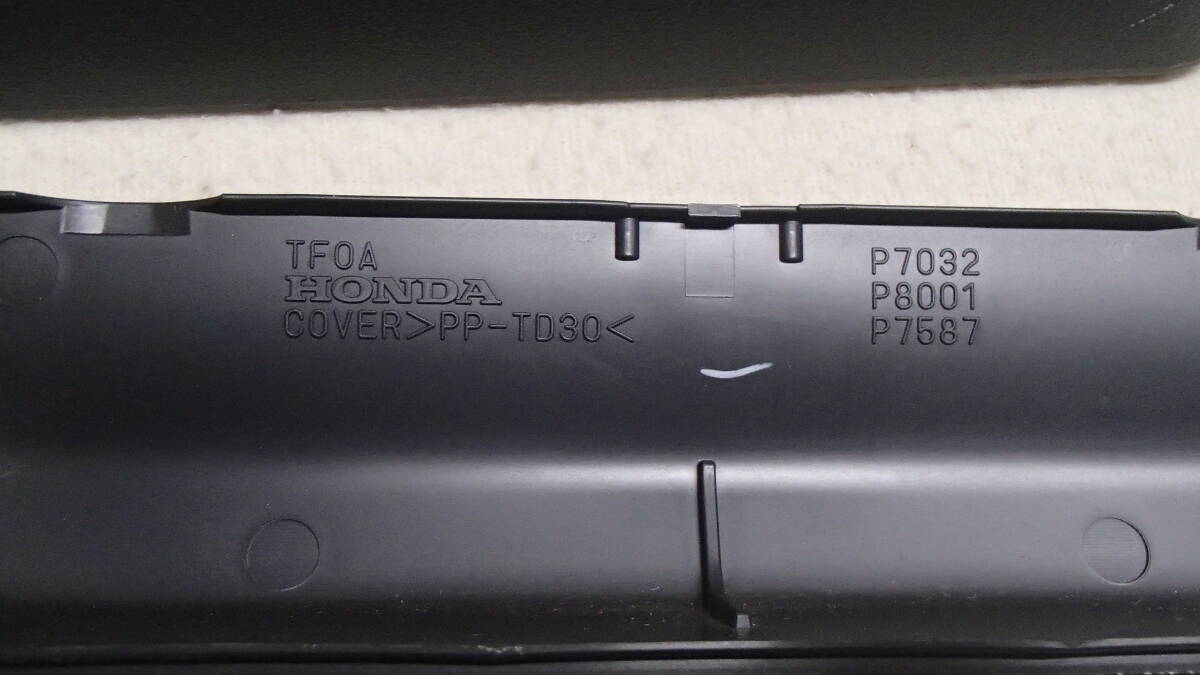 TF0A
HONDA
COVER>PP-TD30<
P7032
P8001
P7587